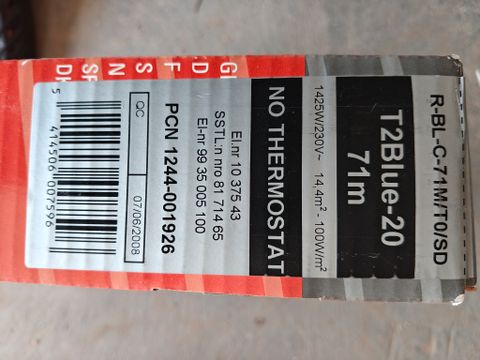 R-BL-C-71M/T0/SD
T2Blue-20
71m
1425W/230V~ 14,4m² - 100W/m²
NO THERMOSTAT
El.nr 10 375 43
SSTL:n nro 81 714 65
El-nr 99 35 005 100
PCN 1244-001926
QC 07/06/2008
5 414506 007596